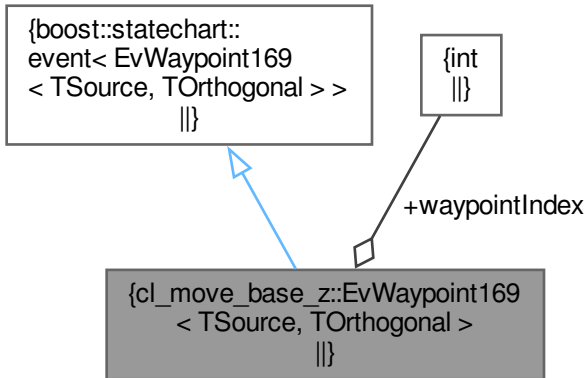 {boost::statechart::
event< EvWaypoint169
< TSource, TOrthogonal > >
||}
{int
||}
+waypointIndex
{cl_move_base_z::EvWaypoint169
< TSource, TOrthogonal >
||}